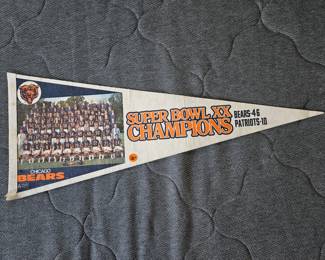 SUPER BOWL XX
CHAMPIONS
BEARS-46
PATRIOTS-10
CHICAGO
BEARS